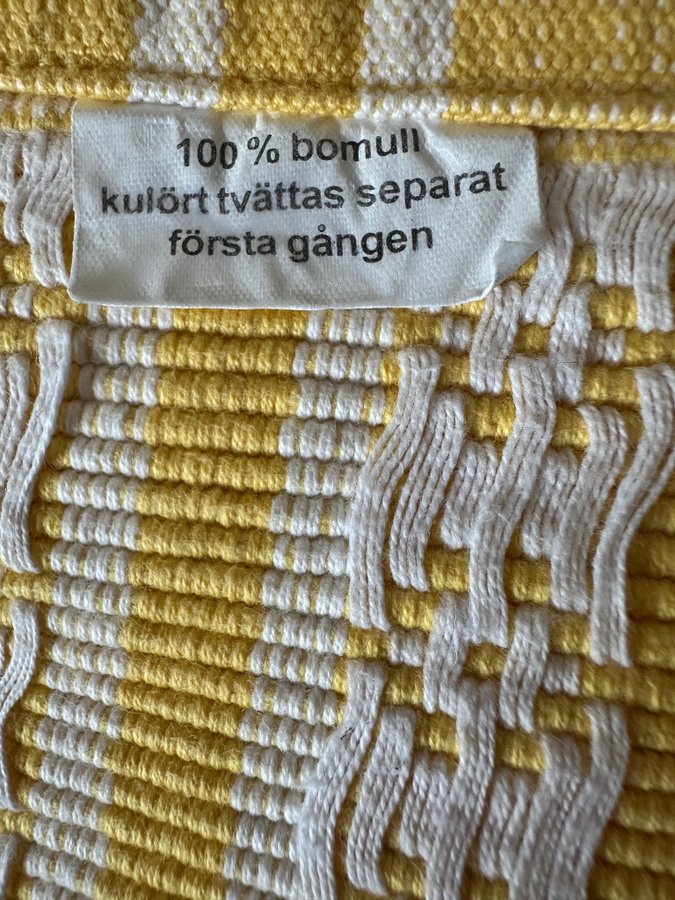 100 % bomull
kulört tvättas separat
första gången